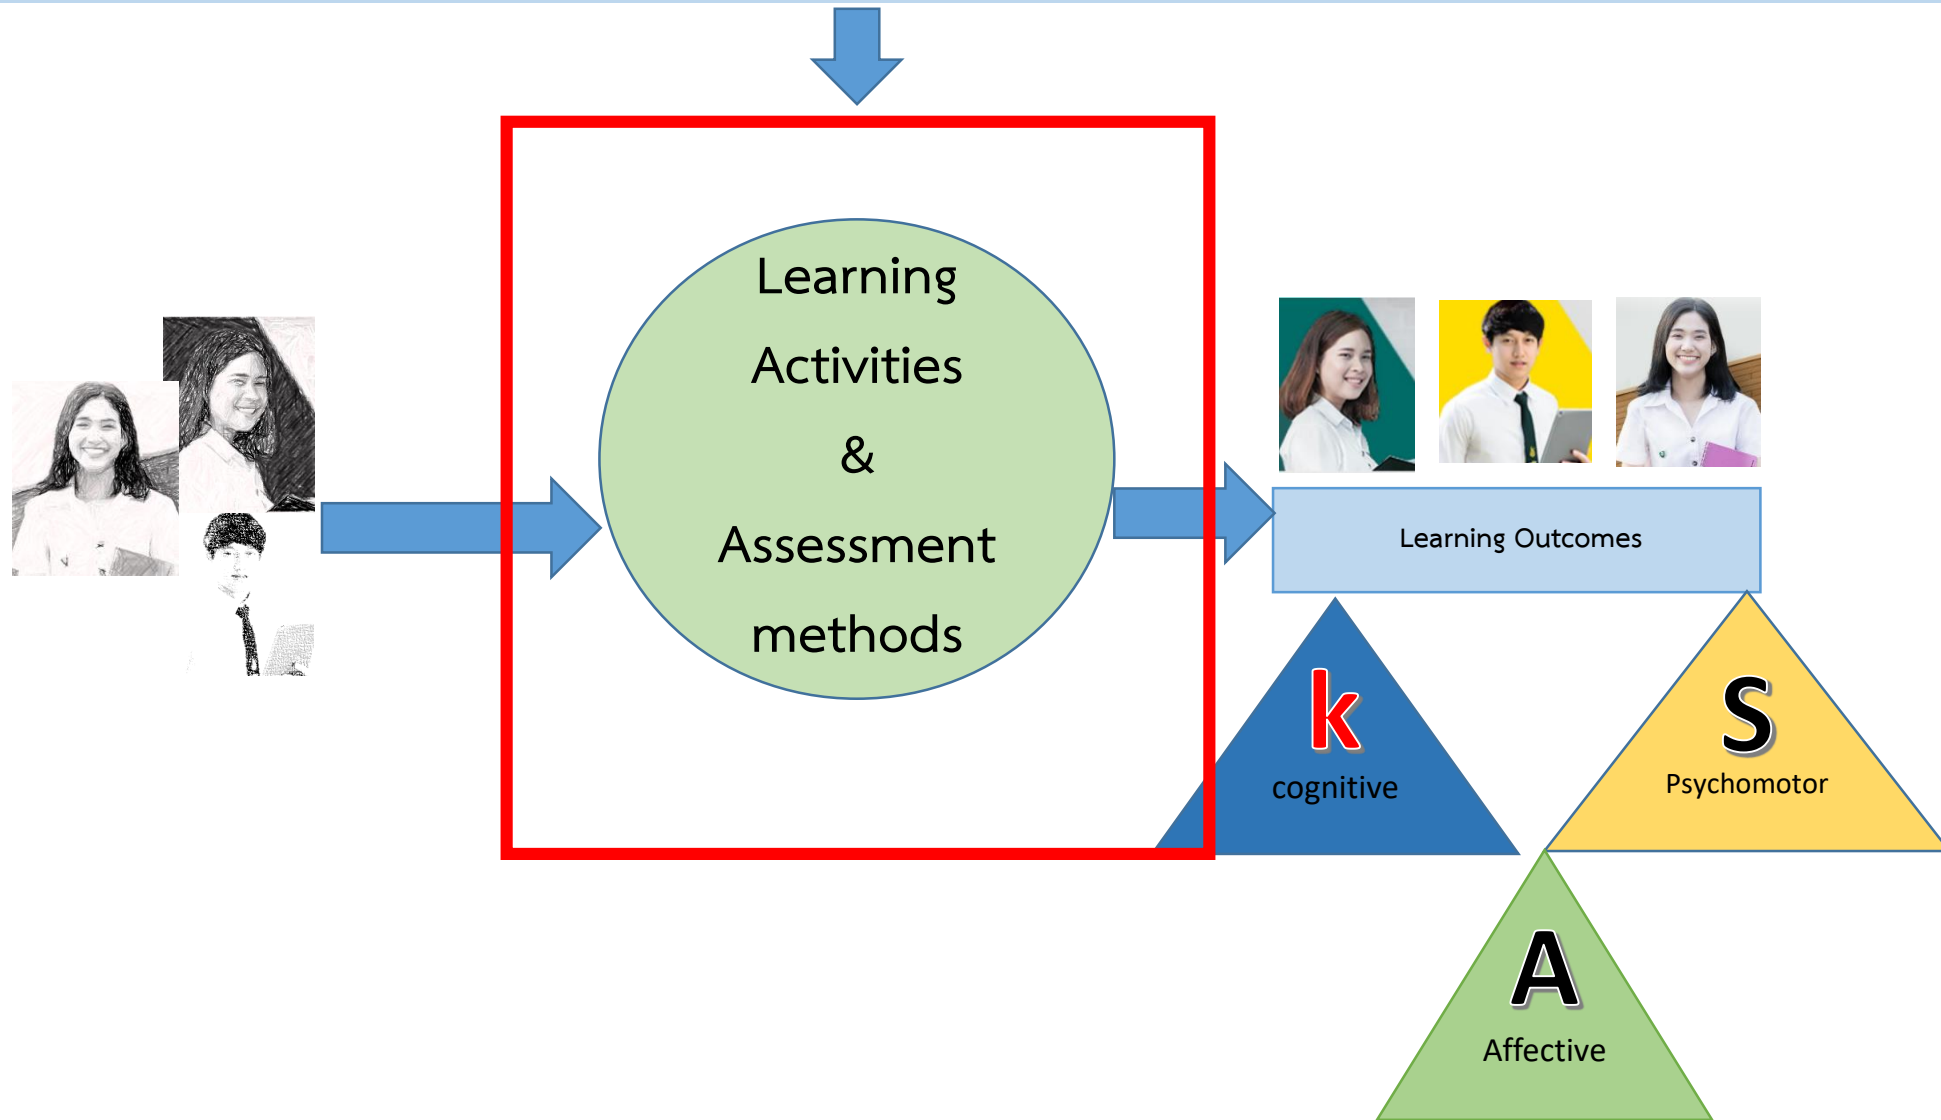 Learning
Activities
&
Assessment
methods
Learning Outcomes
k
cognitive
S
Psychomotor
A
Affective